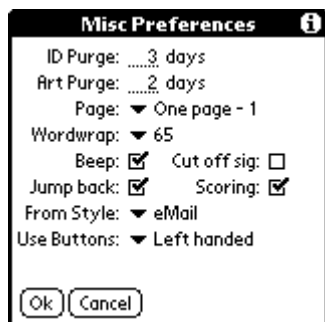 Misc Preferences i
ID Purge: 3 days
Art Purge: 2 days
Page: One page - 1
Wordwrap: 65
Beep: Cut off sig:
Jump back: Scoring:
From Style: eMail
Use Buttons: Left handed
Ok Cancel